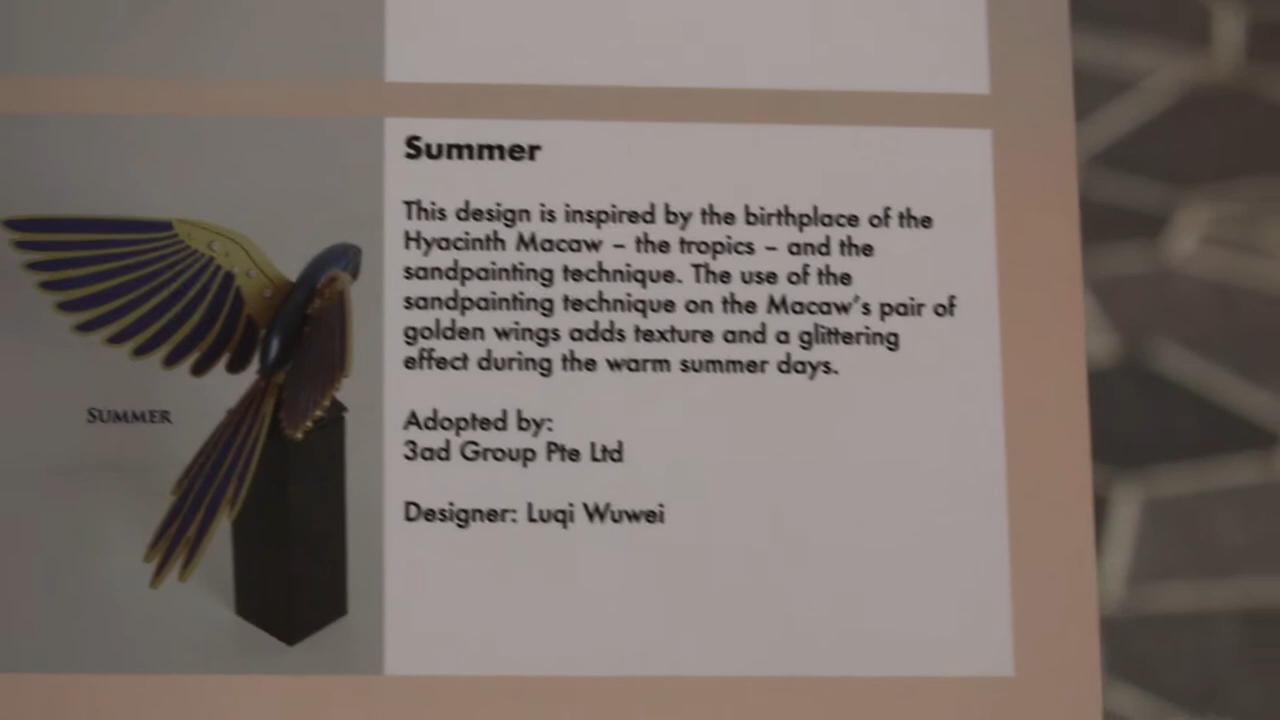 Summer
This design is inspired by the birthplace of the
Hyacinth Macaw – the tropics – and the
sandpainting technique. The use of the
sandpainting technique on the Macaw's pair of
golden wings adds texture and a glittering
effect during the warm summer days.
Adopted by:
3ad Group Pte Ltd
Designer: Luqi Wuwei
SUMMER